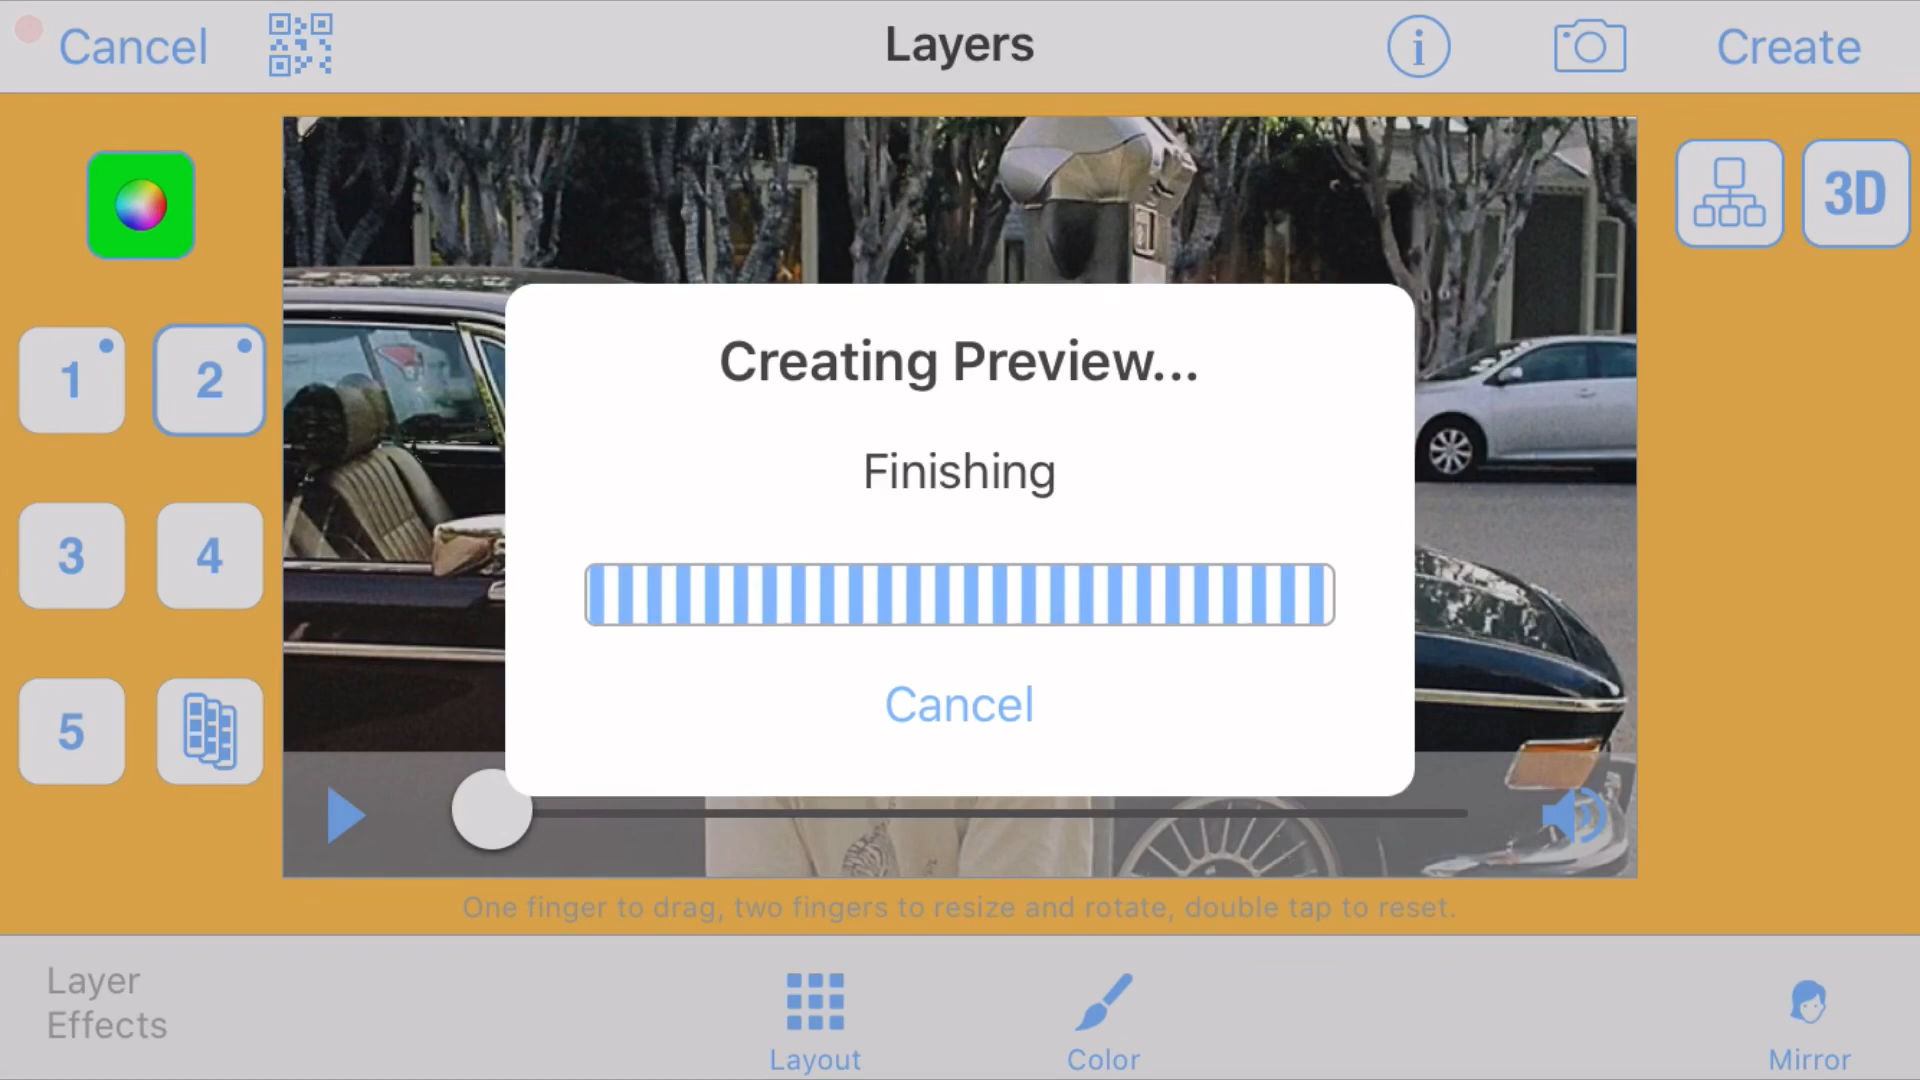 Cancel
Layers
Create
3D
1
2
3
4
5
Creating Preview...
Finishing
Cancel
One finger to drag, two fingers to resize and rotate, double tap to reset.
Layer
Effects
Layout
Color
Mirror